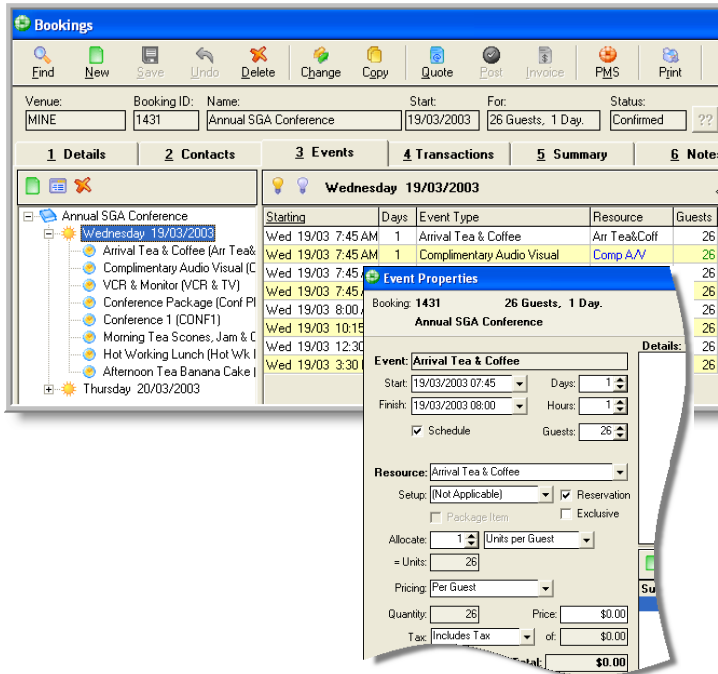 Bookings
Find New Save Undo Delete Change Copy Quote Post Invoice PMS Print
Venue: Booking ID: Name: Start: For: Status:
MINE 1431 Annual SGA Conference 19/03/2003 26 Guests, 1 Day. Confirmed ??
1 Details 2 Contacts 3 Events 4 Transactions 5 Summary 6 Note
Wednesday 19/03/2003
Annual SGA Conference
Wednesday 19/03/2003
Arrival Tea & Coffee (Arr Tea&
Complimentary Audio Visual (C
VCR & Monitor (VCR & TV)
Conference Package (Conf Pl
Conference 1 (CONF1)
Morning Tea Scones, Jam & C
Hot Working Lunch (Hot Wk l
Afternoon Tea Banana Cake (
Thursday 20/03/2003
Starting Days Event Type Resource Guests
Wed 19/03 7:45 AM 1 Arrival Tea & Coffee Arr Tea&Coff 26
Wed 19/03 7:45 AM 1 Complimentary Audio Visual Comp A/V 26
Wed 19/03 7:45 26
Wed 19/03 7:45 26
Wed 19/03 8:00 26
Wed 19/03 10:15 26
Wed 19/03 12:30 26
Wed 19/03 3:30 26
Event Properties
Booking: 1431 26 Guests, 1 Day.
Annual SGA Conference
Details:
Event: Arrival Tea & Coffee
Start: 19/03/2003 07:45 Days: 1
Finish: 19/03/2003 08:00 Hours: 1
Schedule Guests: 26
Resource: Arrival Tea & Coffee
Setup: (Not Applicable) Reservation
Package Item Exclusive
Allocate: 1 Units per Guest
= Units: 26
Pricing: Per Guest
Su
Quantity: 26 Price: $0.00
Tax: Includes Tax of: $0.00
Total: $0.00